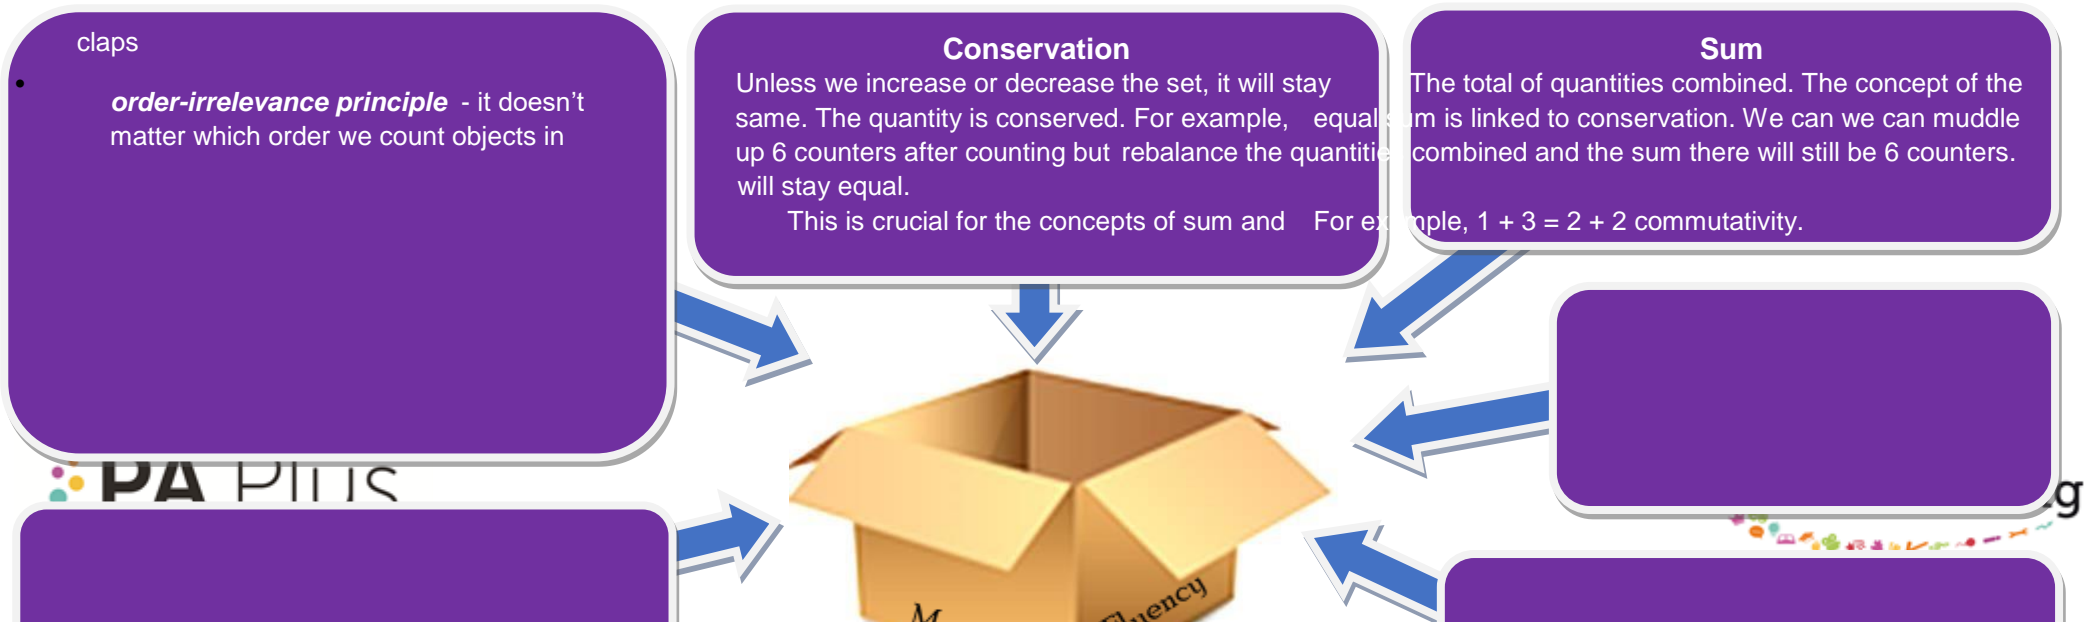 claps
order-irrelevance principle - it doesn't
matter which order we count objects in
Conservation
Sum
Unless we increase or decrease the set, it will stay The total of quantities combined. The concept of the
same. The quantity is conserved. For example, equal sum is linked to conservation. We can we can muddle
up 6 counters after counting but rebalance the quantities combined and the sum there will still be 6 counters.
will stay equal.
This is crucial for the concepts of sum and For example, 1 + 3 = 2 + 2 commutativity.
PA Plus
g
Fluency